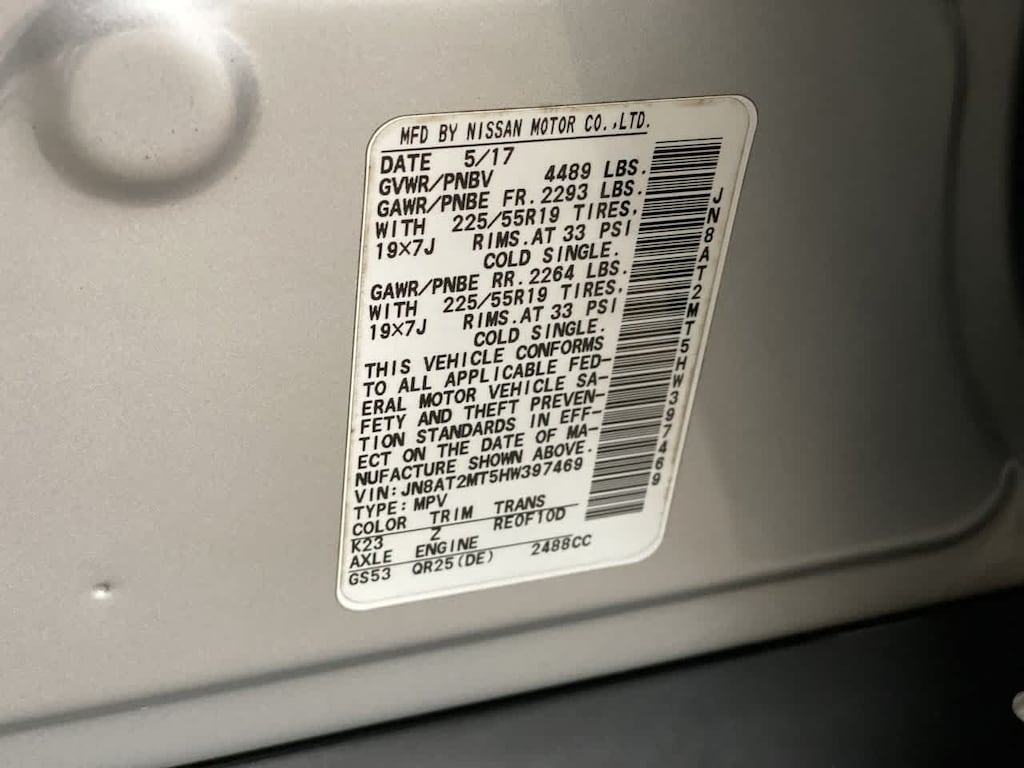 MFD BY NISSAN MOTOR CO.,LTD.
DATE 5/17
GVWR/PNBV 4489 LBS.
GAWR/PNBE FR. 2293 LBS.
WITH 225/55R19 TIRES,
19×7J RIMS.AT 33 PSI
COLD SINGLE.
GAWR/PNBE RR. 2264 LBS.
WITH 225/55R19 TIRES,
19×7J RIMS.AT 33 PSI
COLD SINGLE.
THIS VEHICLE CONFORMS
TO ALL APPLICABLE FED-
ERAL MOTOR VEHICLE SA-
FETY AND THEFT PREVEN-
TION STANDARDS IN EFF-
ECT ON THE DATE OF MA-
NUFACTURE SHOWN ABOVE.
VIN:JN8AT2MT5HW397469
TYPE:MPV
COLOR TRIM TRANS
K23 Z RE0F10D
AXLE ENGINE
GS53 QR25(DE) 2488CC
JN8AT2MT5HW397469